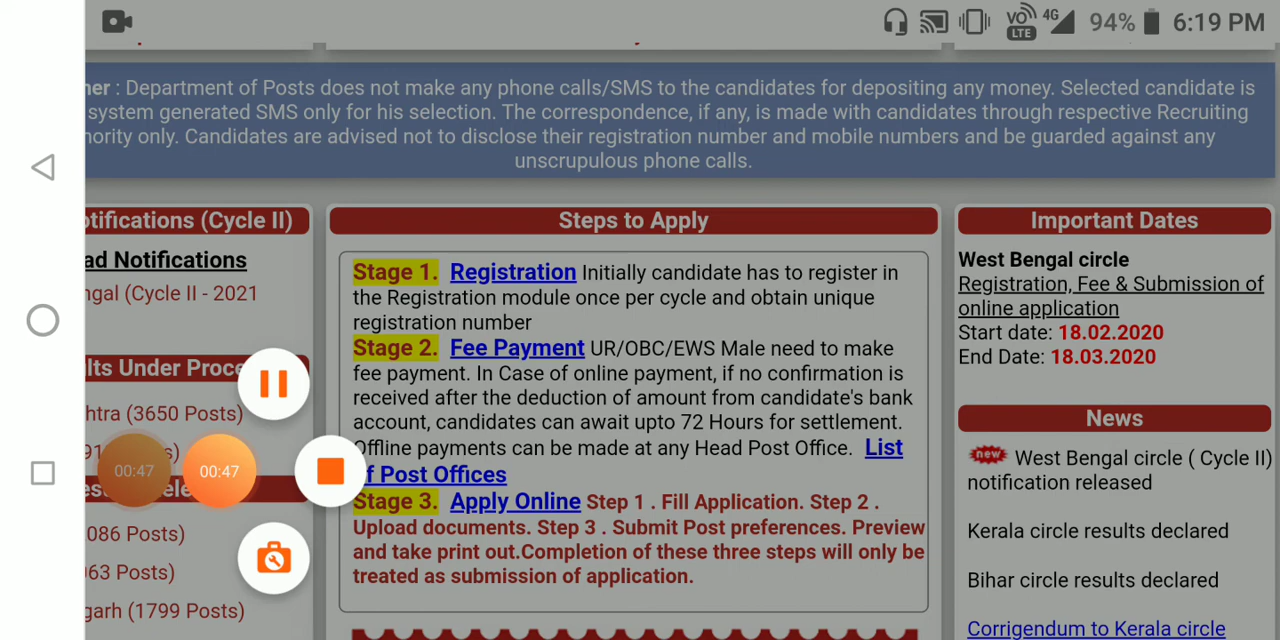 VO LTE 4G 94% 6:19 PM
: Department of Posts does not make any phone calls/SMS to the candidates for depositing any money. Selected candidate is
system generated SMS only for his selection. The correspondence, if any, is made with candidates through respective Recruiting
only. Candidates are advised not to disclose their registration number and mobile numbers and be guarded against any
unscrupulous phone calls.
(Cycle II)
Notifications
(Cycle II - 2021
Under
(3650 Posts)
00:47
00:47
086 Posts)
63 Posts)
garh (1799 Posts)
Steps to Apply
Stage 1. Registration Initially candidate has to register in
the Registration module once per cycle and obtain unique
registration number
Stage 2. Fee Payment UR/OBC/EWS Male need to make
fee payment. In Case of online payment, if no confirmation is
received after the deduction of amount from candidate's bank
account, candidates can await upto 72 Hours for settlement.
Offline payments can be made at any Head Post Office. List
of Post Offices
Stage 3. Apply Online Step 1 . Fill Application. Step 2 .
Upload documents. Step 3 . Submit Post preferences. Preview
and take print out.Completion of these three steps will only be
treated as submission of application.
Important Dates
West Bengal circle
Registration, Fee & Submission of
online application
Start date: 18.02.2020
End Date: 18.03.2020
News
new West Bengal circle ( Cycle II)
notification released
Kerala circle results declared
Bihar circle results declared
Corrigendum to Kerala circle